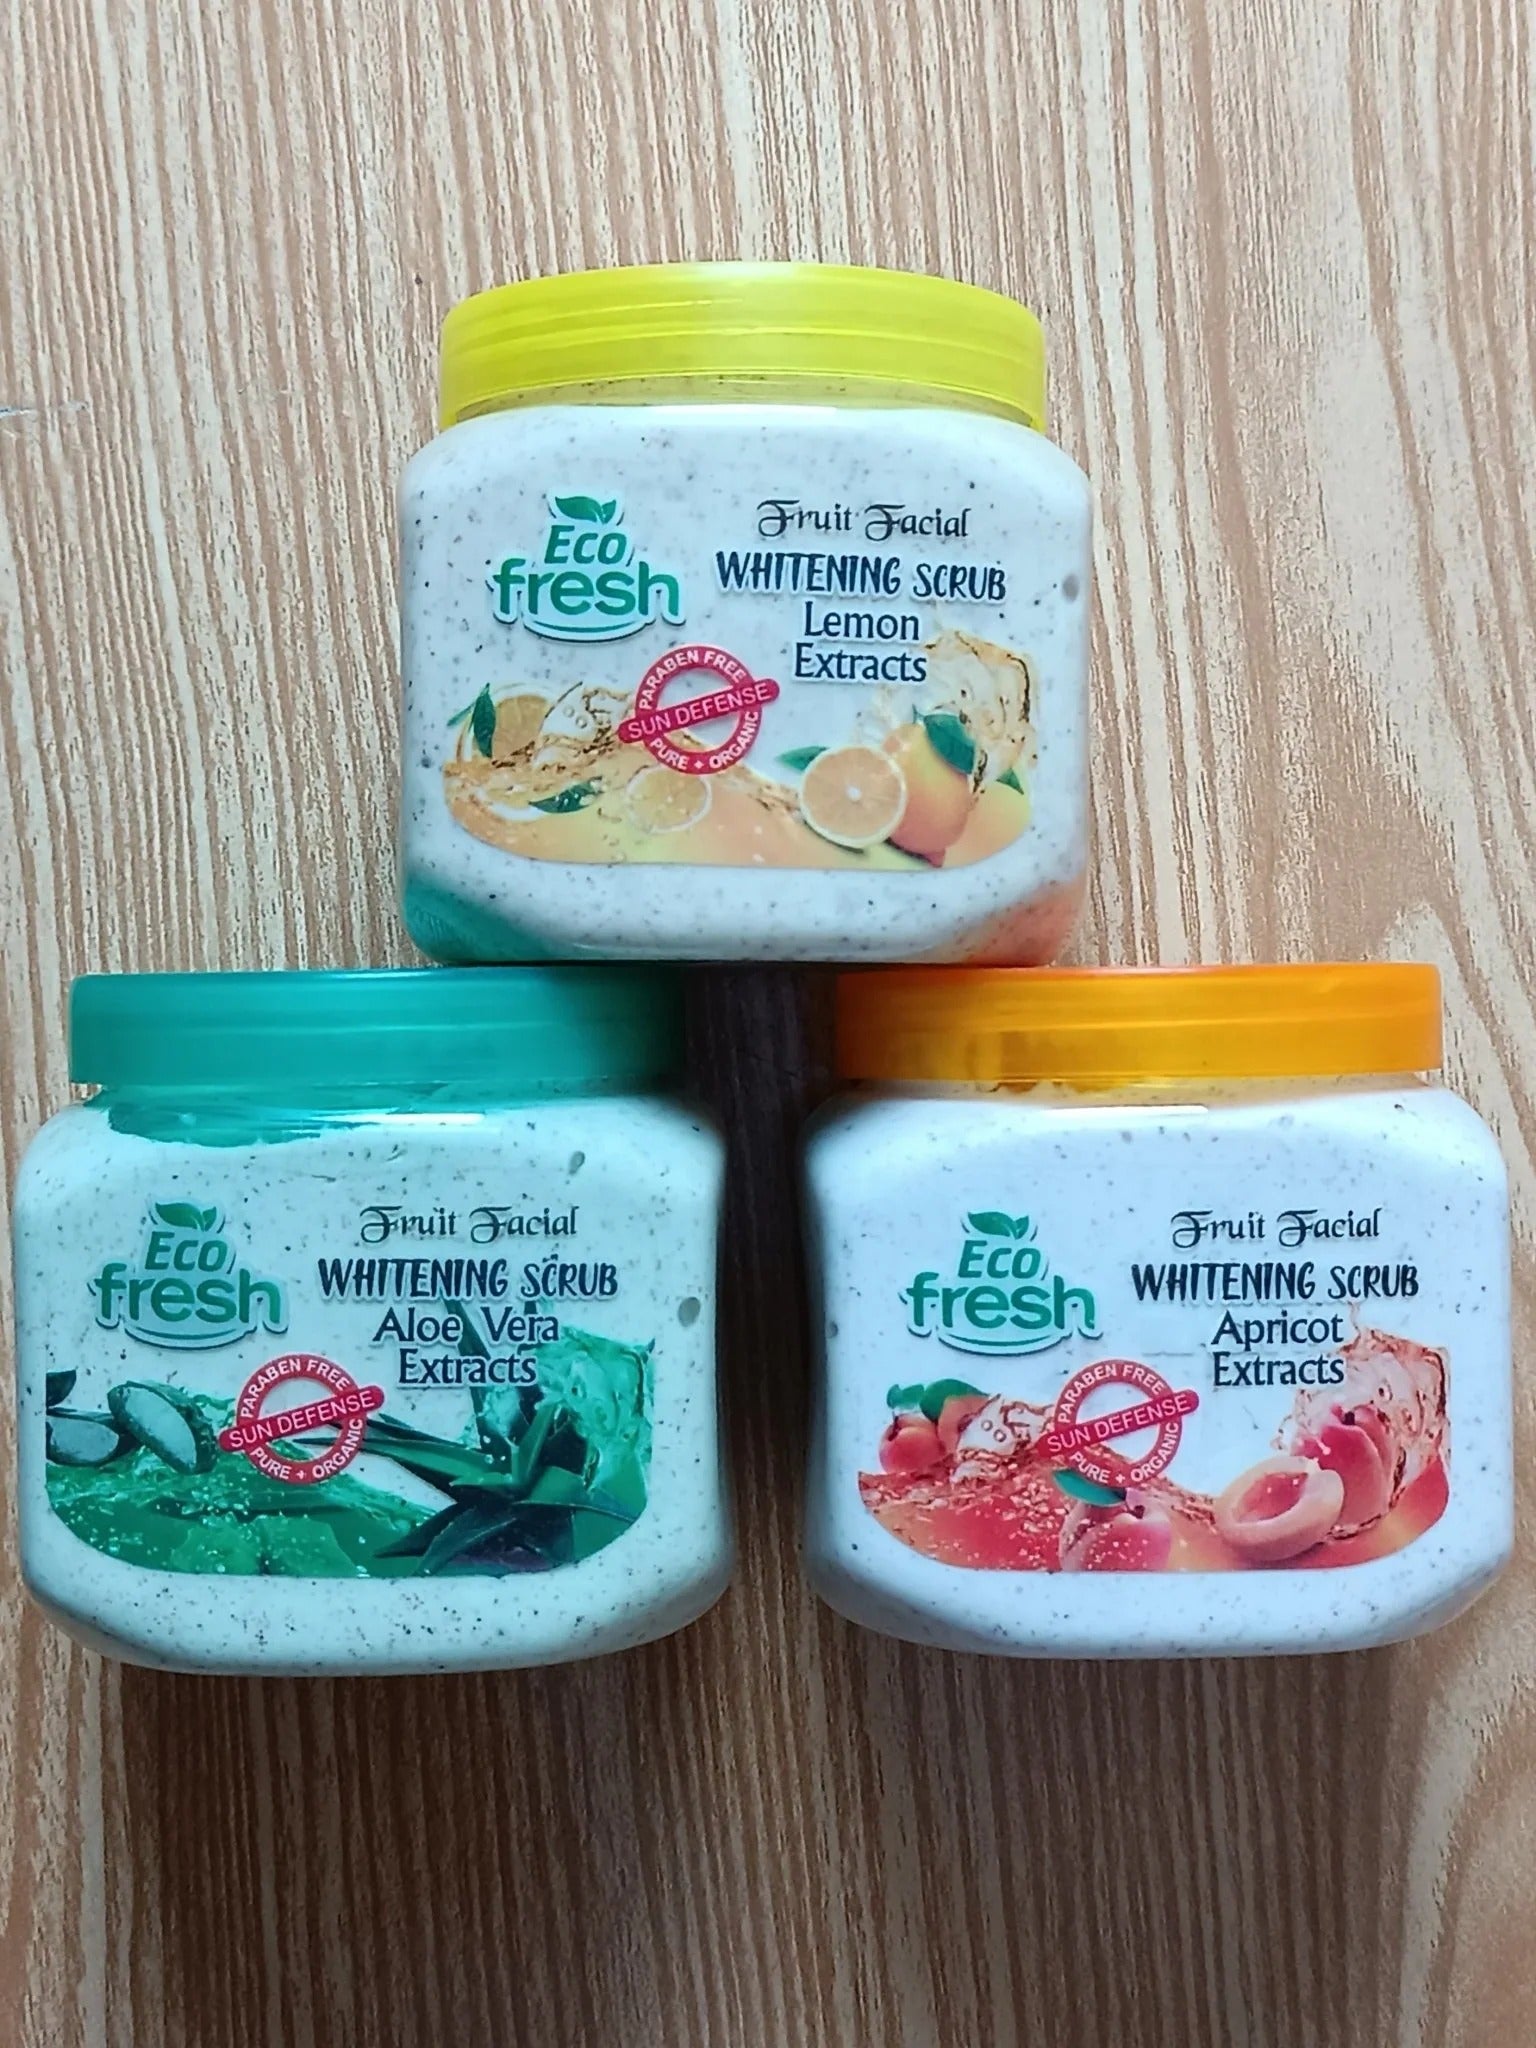 Eco
fresh
Fruit Facial
WHITENING SCRUB
Lemon
Extracts
PARABEN FREE
SUN DEFENSE
PURE + ORGANIC
Eco
fresh
Fruit Facial
WHITENING SCRUB
Aloe Vera
Extracts
PARABEN FREE
SUN DEFENSE
PURE + ORGANIC
Eco
fresh
Fruit Facial
WHITENING SCRUB
Apricot
Extracts
PARABEN FREE
SUN DEFENSE
PURE + ORGANIC